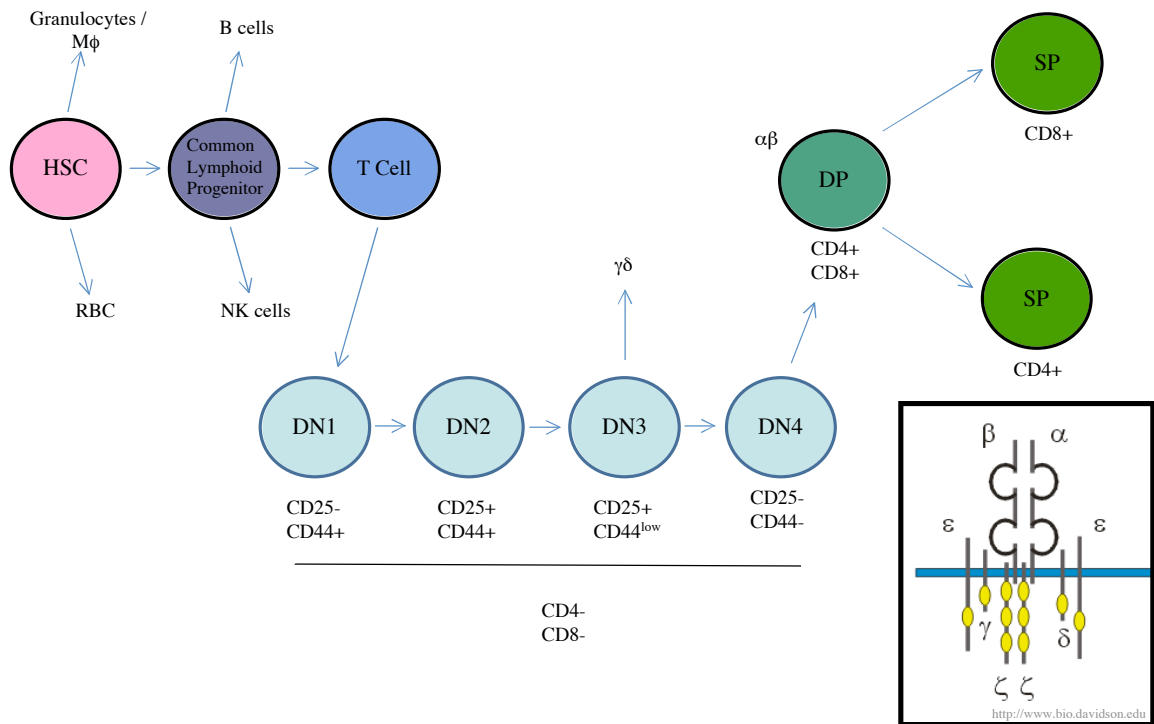 Granulocytes /
Mϕ
B cells
HSC
Common
Lymphoid
Progenitor
T Cell
RBC
NK cells
αβ
DP
CD4+
CD8+
SP
CD8+
SP
CD4+
γδ
DN1
DN2
DN3
DN4
CD25-
CD44+
CD25+
CD44+
CD25+
CD44low
CD25-
CD44-
CD4-
CD8-
β α
ε ε
γ δ
ζ ζ
http://www.bio.davidson.edu